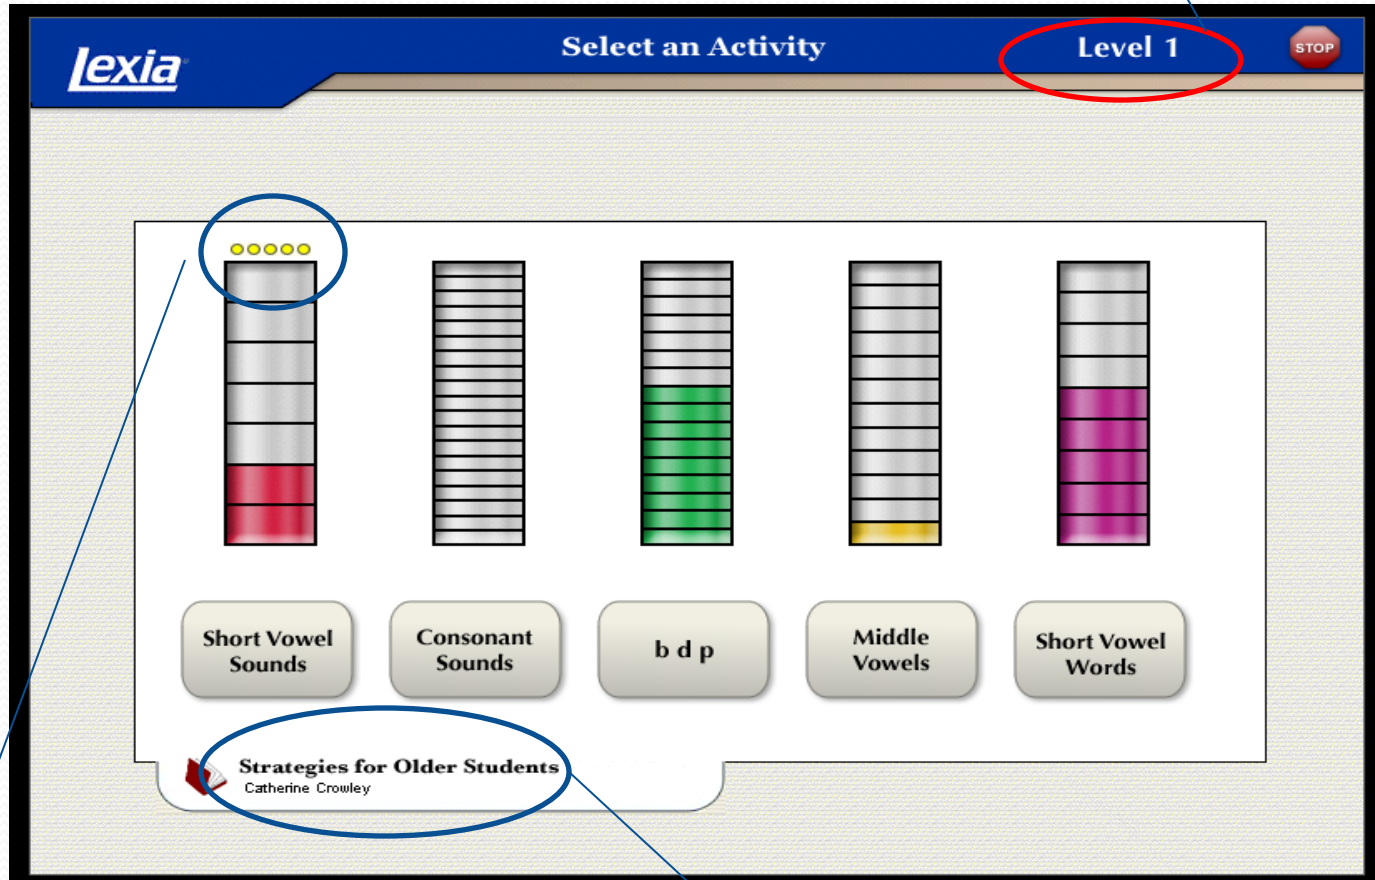 Lexia
Select an Activity
Level 1
STOP
Short Vowel
Sounds
Consonant
Sounds
b d p
Middle
Vowels
Short Vowel
Words
Strategies for Older Students
Catherine Crowley